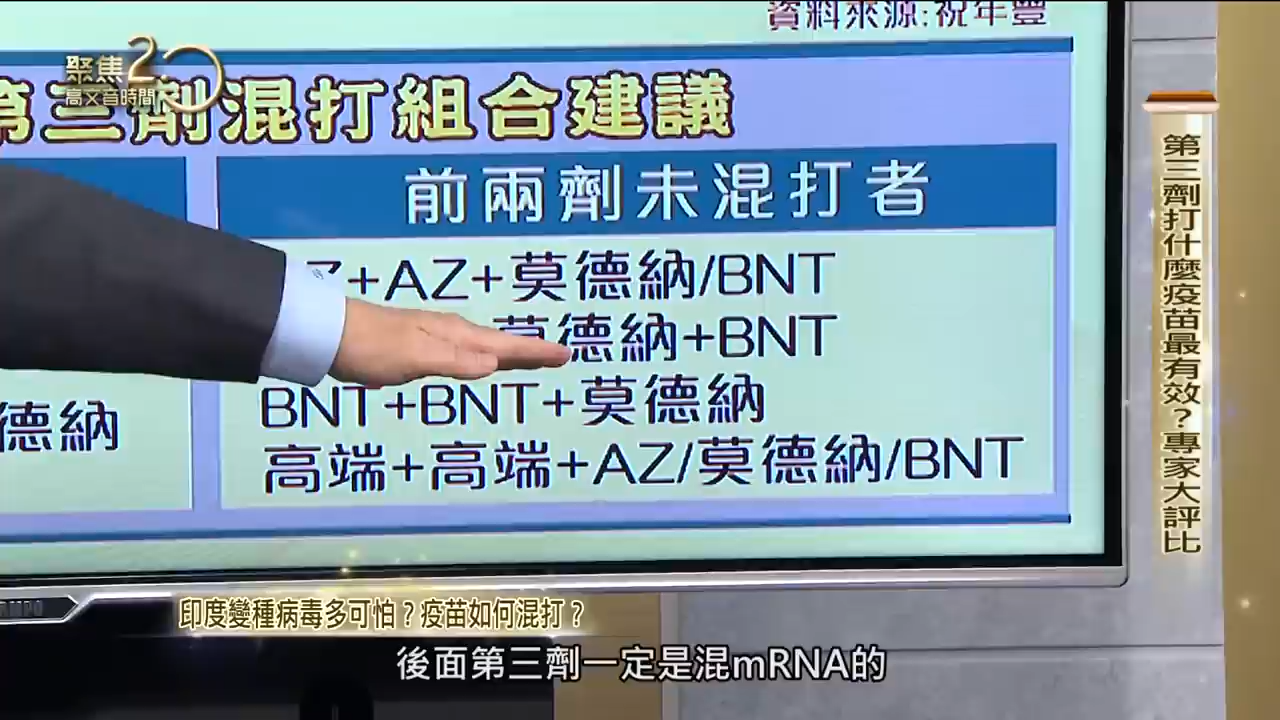 資料來源:祝年豐
聚焦2.0
高文音時間
第三劑混打組合建議
前兩劑未混打者
+AZ+莫德納/BNT
莫德納+BNT
BNT+BNT+莫德納
高端+高端+AZ/莫德納/BNT
德納
第三劑打什麼疫苗最有效?專家大評比
印度變種病毒多可怕?疫苗如何混打?
後面第三劑一定是混mRNA的